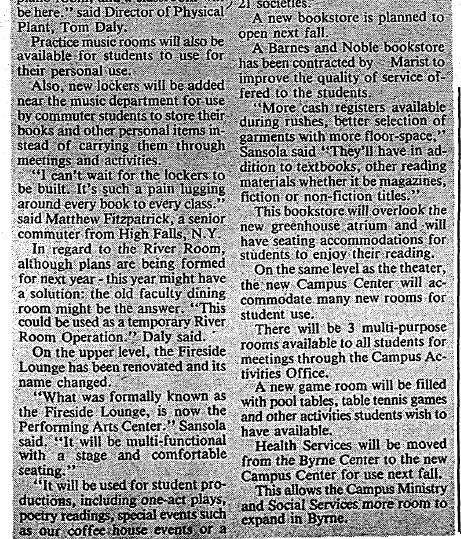 be here." said Director of Physical
Plant, Tom Daly.
Practice music rooms will also be
available for students to use for
their personal use.
Also, new lockers will be added
near the music department for use
by commuter students to store their
books and other personal items in-
stead of carrying them through
meetings and activities.
"I can't wait for the lockers to
be built. It's such a pain lugging
around every book to every class."
said Matthew Fitzpatrick, a senior
commuter from High Falls, N.Y.
In regard to the River Room,
although plans are being formed
for next year - this year might have
a solution: the old faculty dining
room might be the answer. "This
could be used as a temporary River
Room Operation." Daly said.
On the upper level, the Fireside
Lounge has been renovated and its
name changed.
"What was formally known as
the Fireside Lounge, is now the
Performing Arts Center." Sansola
said. "It will be multi-functional
with a stage and comfortable
seating."
"It will be used for student pro-
ductions, including one-act plays,
poetry readings, special events such
as our coffee house events or a
21 societies.
A new bookstore is planned to
open next fall.
A Barnes and Noble bookstore
has been contracted by Marist to
improve the quality of service of-
fered to the students.
"More cash registers available
during rushes, better selection of
garments with more floor-space,"
Sansola said "They'll have in ad-
dition to textbooks, other reading
materials whether it be magazines,
fiction or non-fiction titles."
This bookstore will overlook the
new greenhouse atrium and will
have seating accommodations for
students to enjoy their reading.
On the same level as the theater,
the new Campus Center will ac-
commodate many new rooms for
student use.
There will be 3 multi-purpose
rooms available to all students for
meetings through the Campus Ac-
tivities Office.
A new game room will be filled
with pool tables, table tennis games
and other activities students wish to
have available.
Health Services will be moved
from the Byrne Center to the new
Campus Center for use next fall.
This allows the Campus Ministry
and Social Services more room to
expand in Byrne.